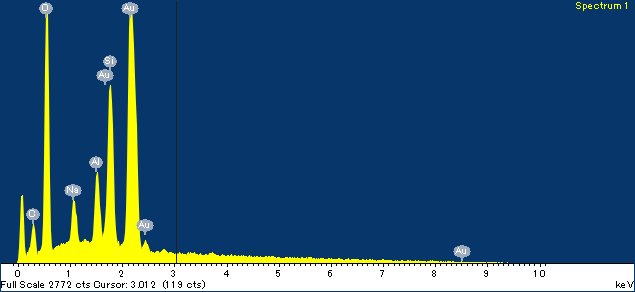 Spectrum 1
O
Au
Si
Au
Al
Na
O
Au
Au
0 1 2 3 4 5 6 7 8 9 10
Full Scale 2772 cts Cursor: 3.012 (119 cts) keV